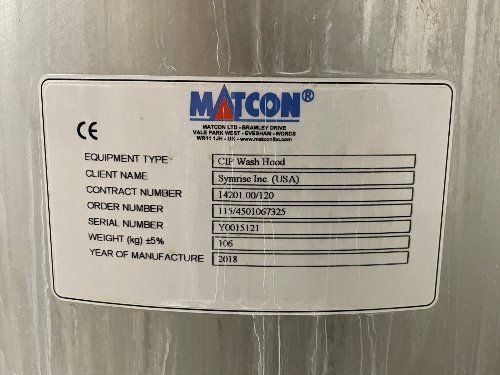 MATCON®
MATCON LTD - BRAMLEY DRIVE
VALE PARK WEST - EVESHAM - WORCS
WR11 1JH - UK - www.matconibc.com
CE
EQUIPMENT TYPE CIP Wash Hood
CLIENT NAME Symrise Inc. (USA)
CONTRACT NUMBER 14201.00/120
ORDER NUMBER 115/4501067325
SERIAL NUMBER Y0015121
WEIGHT (kg) ±5% 106
YEAR OF MANUFACTURE 2018